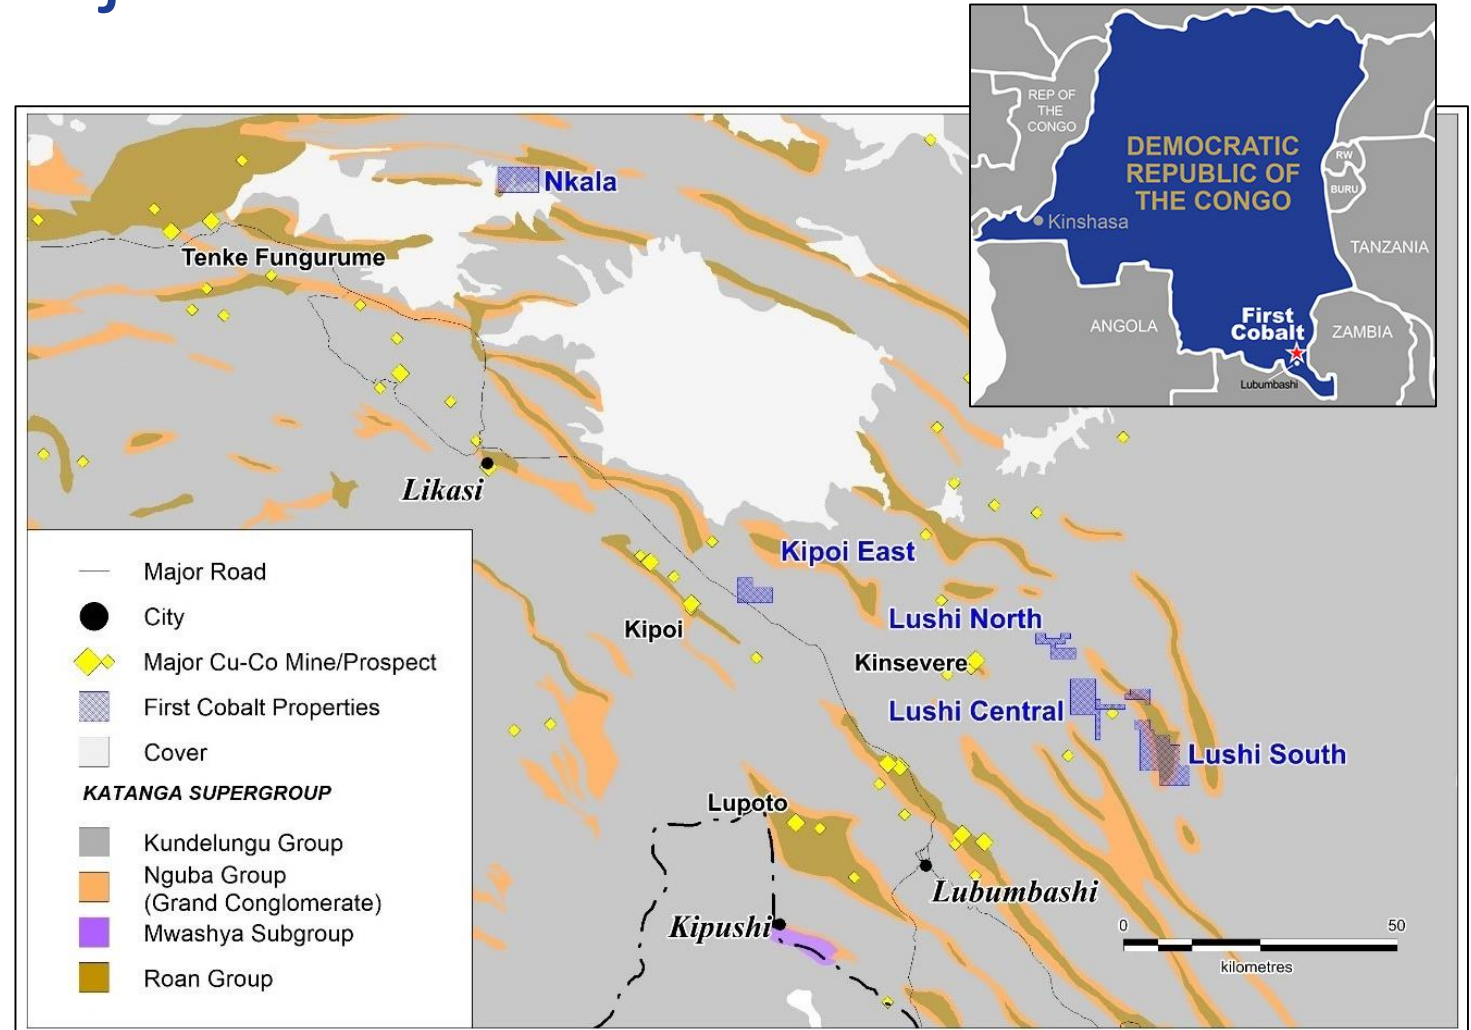 REP OF
THE
CONGO
DEMOCRATIC
REPUBLIC OF
THE CONGO
RW
BURU
Kinshasa
TANZANIA
ANGOLA
First
Cobalt
ZAMBIA
Lubumbashi
Nkala
Tenke Fungurume
Likasi
Kipoi East
Kipoi
Lushi North
Kinsevere
Lushi Central
Lushi South
Lupoto
Lubumbashi
Kipushi
0 50
kilometres
Major Road
City
Major Cu-Co Mine/Prospect
First Cobalt Properties
Cover
KATANGA SUPERGROUP
Kundelungu Group
Nguba Group
(Grand Conglomerate)
Mwashya Subgroup
Roan Group